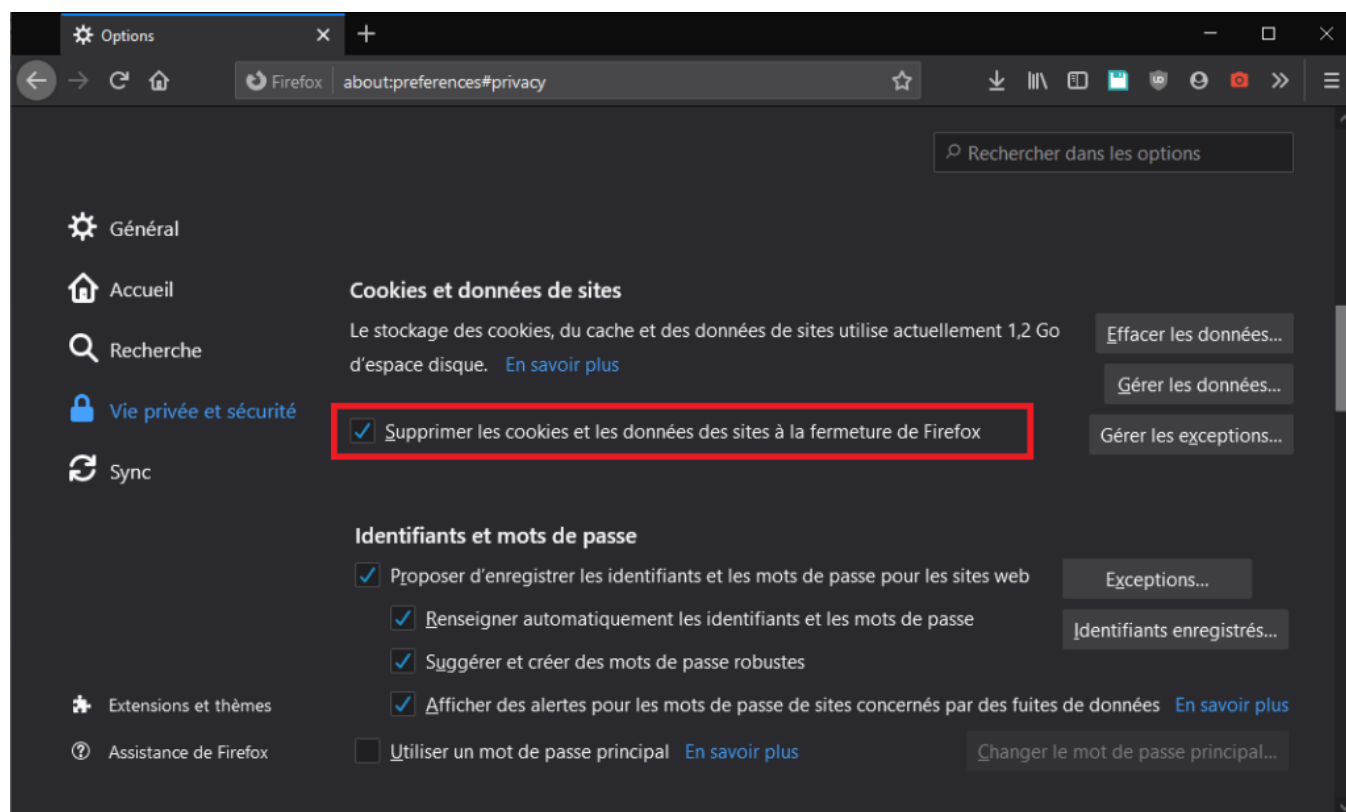 Options
Firefox about:preferences#privacy
Rechercher dans les options
Général
Accueil
Recherche
Vie privée et sécurité
Sync
Extensions et thèmes
Assistance de Firefox
Cookies et données de sites
Le stockage des cookies, du cache et des données de sites utilise actuellement 1,2 Go
d’espace disque. En savoir plus
Effacer les données...
Gérer les données...
Supprimer les cookies et les données des sites à la fermeture de Firefox
Gérer les exceptions...
Identifiants et mots de passe
Proposer d’enregistrer les identifiants et les mots de passe pour les sites web
Exceptions...
Renseigner automatiquement les identifiants et les mots de passe
Identifiants enregistrés...
Suggérer et créer des mots de passe robustes
Afficher des alertes pour les mots de passe de sites concernés par des fuites de données En savoir plus
Utiliser un mot de passe principal En savoir plus
Changer le mot de passe principal...